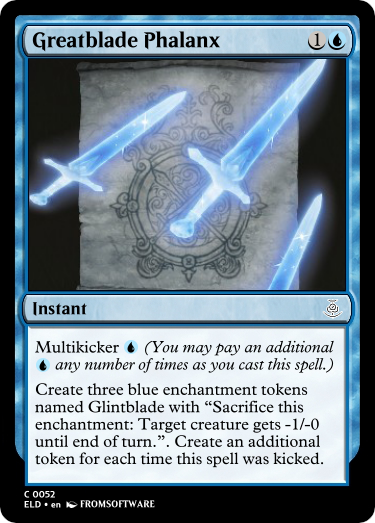 Greatblade Phalanx 1
Instant
Multikicker (You may pay an additional
any number of times as you cast this spell.)
Create three blue enchantment tokens
named Glintblade with “Sacrifice this
enchantment: Target creature gets -1/-0
until end of turn.”. Create an additional
token for each time this spell was kicked.
C 0052
ELD • en FROMSOFTWARE